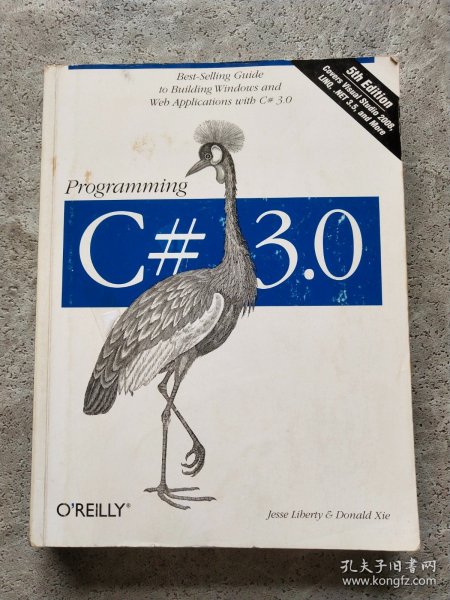 Best-Selling Guide
to Building Windows and
Web Applications with C# 3.0
5th Edition
Covers Visual Studio 2008,
LINQ, .NET 3.5, and More
Programming
C# 3.0
O'REILLY®
Jesse Liberty & Donald Xie
孔夫子旧书网
www.kongfz.com